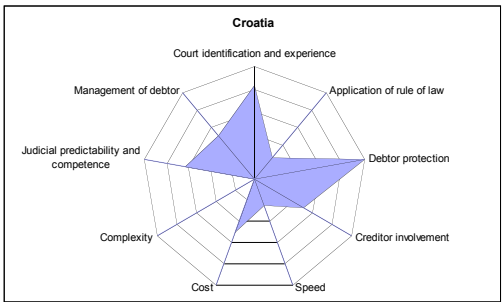 Croatia
Court identification and experience
Management of debtor
Application of rule of law
Judicial predictability and
competence
Debtor protection
Complexity
Creditor involvement
Cost
Speed